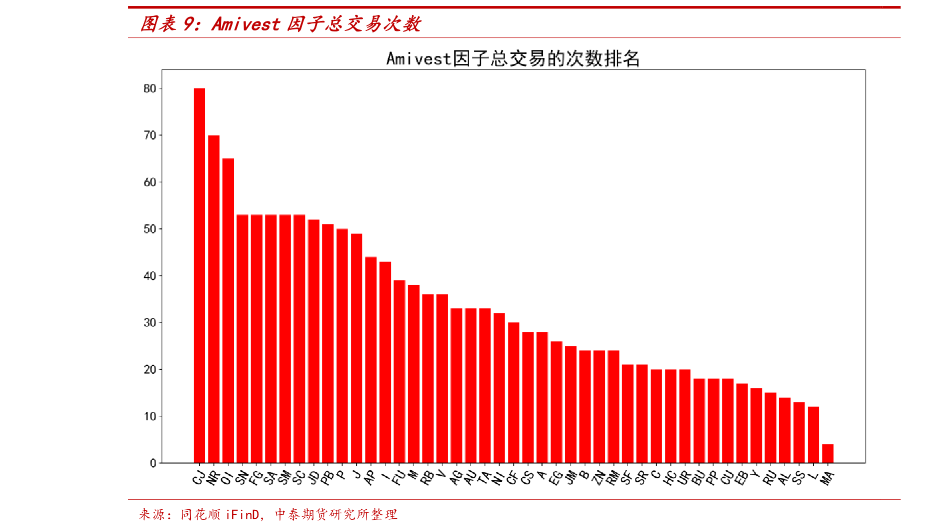 图表 9：Amivest 因子总交易次数
Amivest因子总交易的次数排名
80
70
60
50
40
30
20
10
0
CJ NR OI SN FG SA SM SC JD PB P J AP I FU M RB V AG AU TA NI CF CS A EG JM B ZN RM SF SR C HC UR BU PP CU EB Y RU AL SS L MA
来源：同花顺 iFinD，中泰期货研究所整理